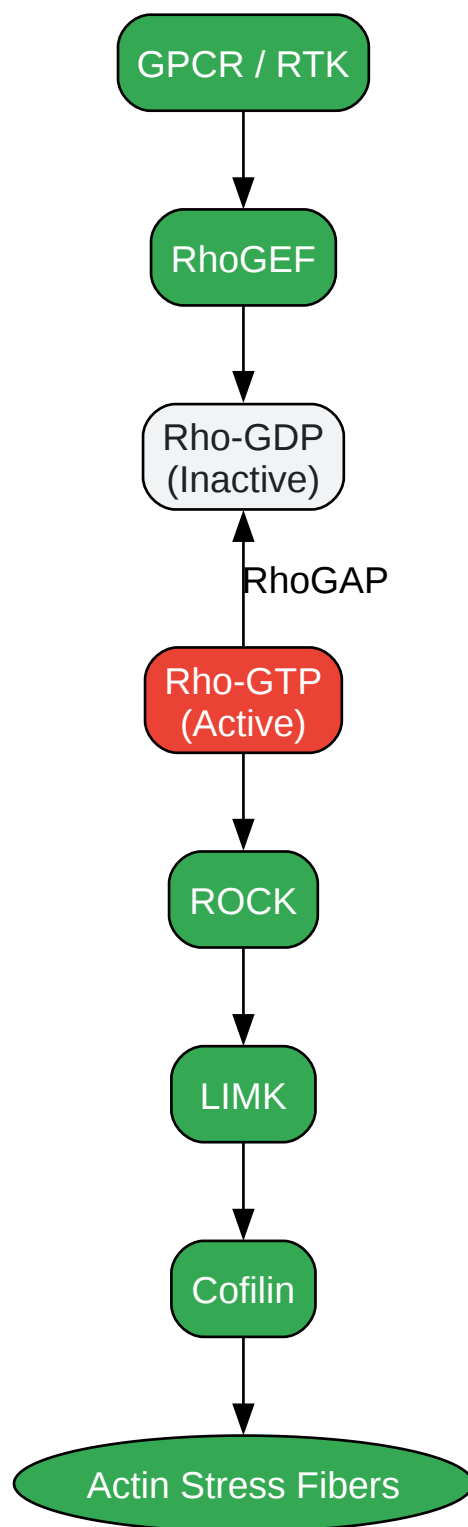 GPCR / RTK
RhoGEF
Rho-GDP
(Inactive)
RhoGAP
Rho-GTP
(Active)
ROCK
LIMK
Cofilin
Actin Stress Fibers